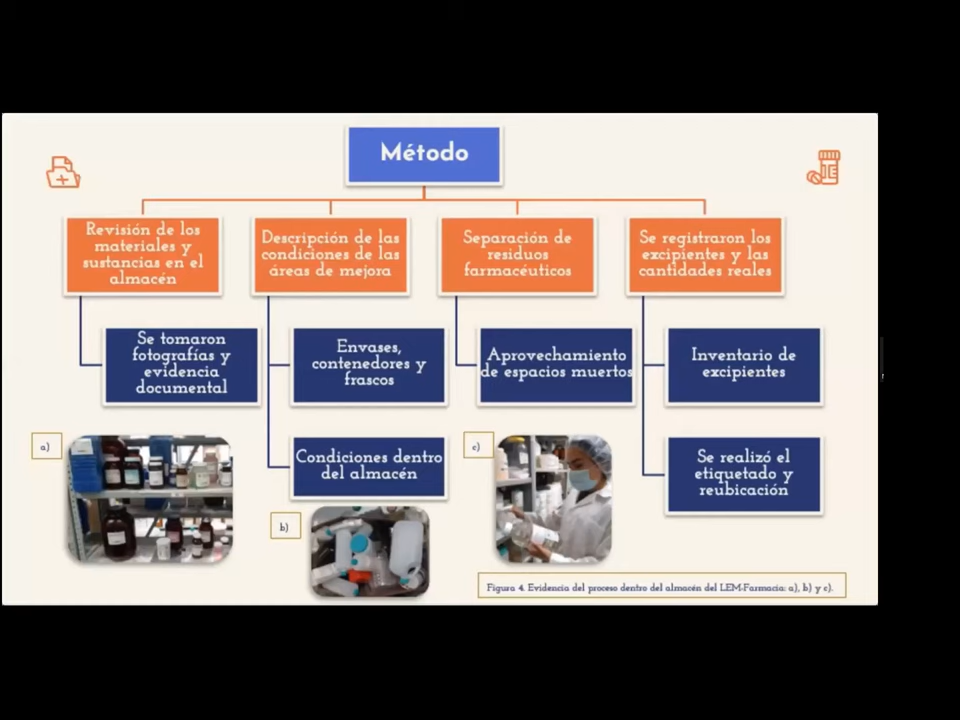 Método
Revisión de los
materiales y
sustancias en el
almacén
Descripción de las
condiciones de las
áreas de mejora
Separación de
residuos
farmacéuticos
Se registraron los
excipientes y las
cantidades reales
Se tomaron
fotografías y
evidencia
documental
Envases,
contenedores y
frascos
Aprovechamiento
de espacios muertos
Inventario de
excipientes
Condiciones dentro
del almacén
Se realizó el
etiquetado y
reubicación
a)
b)
c)
Figura 4. Evidencia del proceso dentro del almacén del LEM-Farmacia: a), b) y c).